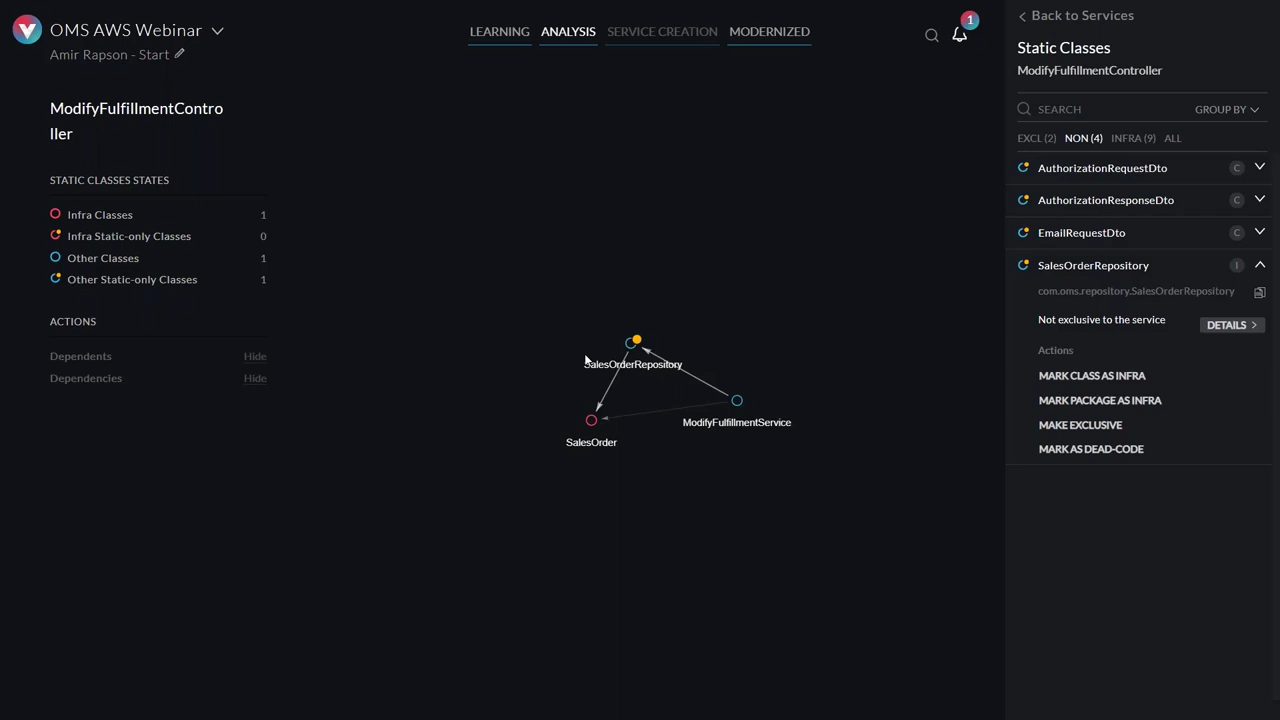 OMS AWS Webinar
Amir Rapson - Start
LEARNING ANALYSIS SERVICE CREATION MODERNIZED
1
ModifyFulfillmentContro
ller
STATIC CLASSES STATES
Infra Classes 1
Infra Static-only Classes 0
Other Classes 1
Other Static-only Classes 1
ACTIONS
Dependents Hide
Dependencies Hide
SalesOrderRepository
ModifyFulfillmentService
SalesOrder
Back to Services
Static Classes
ModifyFulfillmentController
SEARCH GROUP BY
EXCL (2) NON (4) INFRA (9) ALL
AuthorizationRequestDto C
AuthorizationResponseDto C
EmailRequestDto C
SalesOrderRepository I
com.oms.repository.SalesOrderRepository
Not exclusive to the service DETAILS >
Actions
MARK CLASS AS INFRA
MARK PACKAGE AS INFRA
MAKE EXCLUSIVE
MARK AS DEAD-CODE